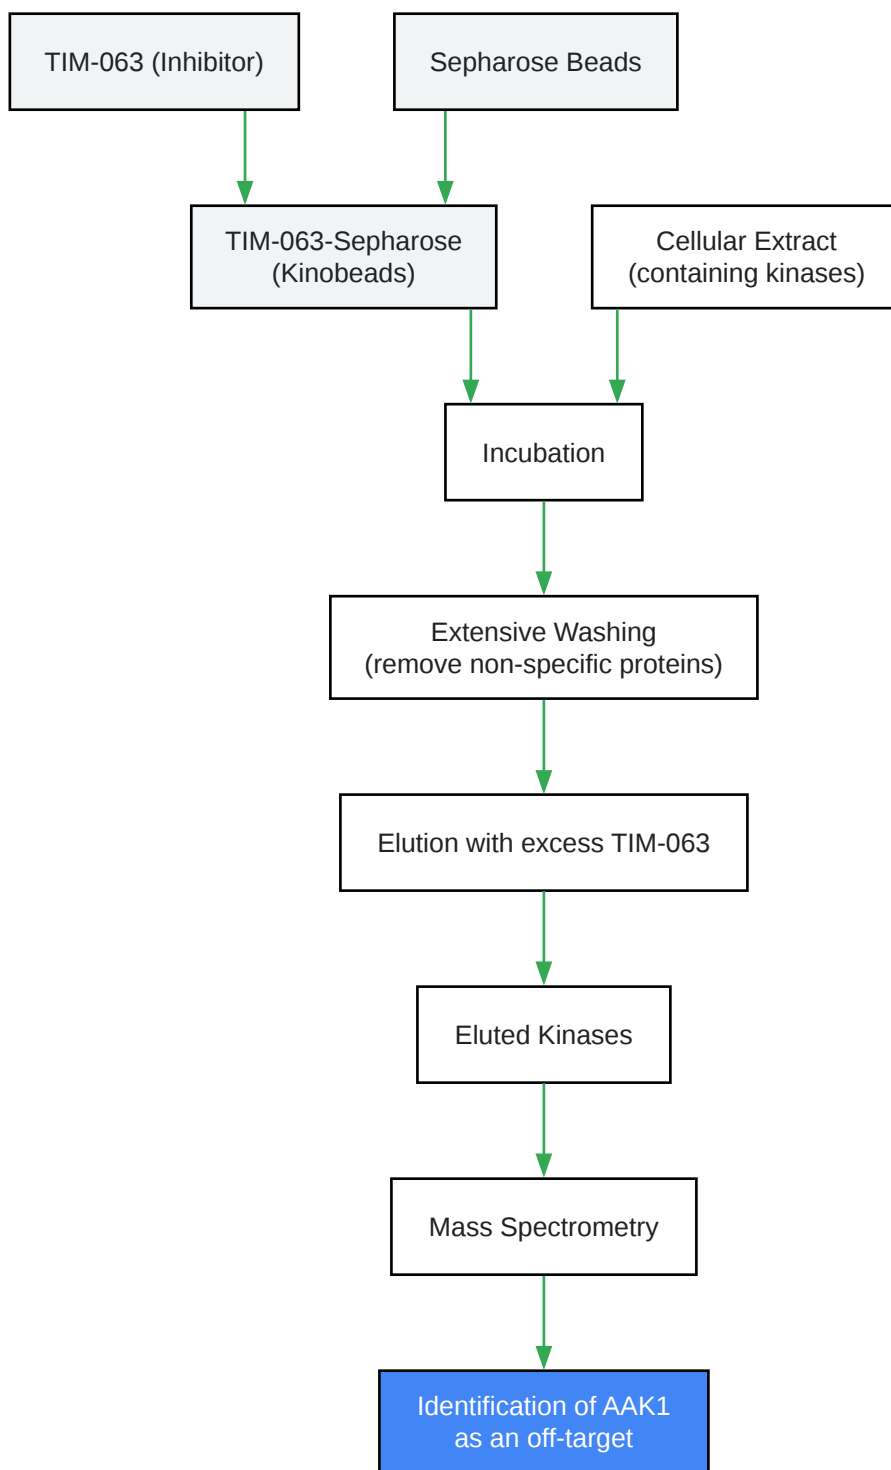 TIM-063 (Inhibitor)
Sepharose Beads
TIM-063-Sepharose
(Kinobeads)
Cellular Extract
(containing kinases)
Incubation
Extensive Washing
(remove non-specific proteins)
Elution with excess TIM-063
Eluted Kinases
Mass Spectrometry
Identification of AAK1
as an off-target